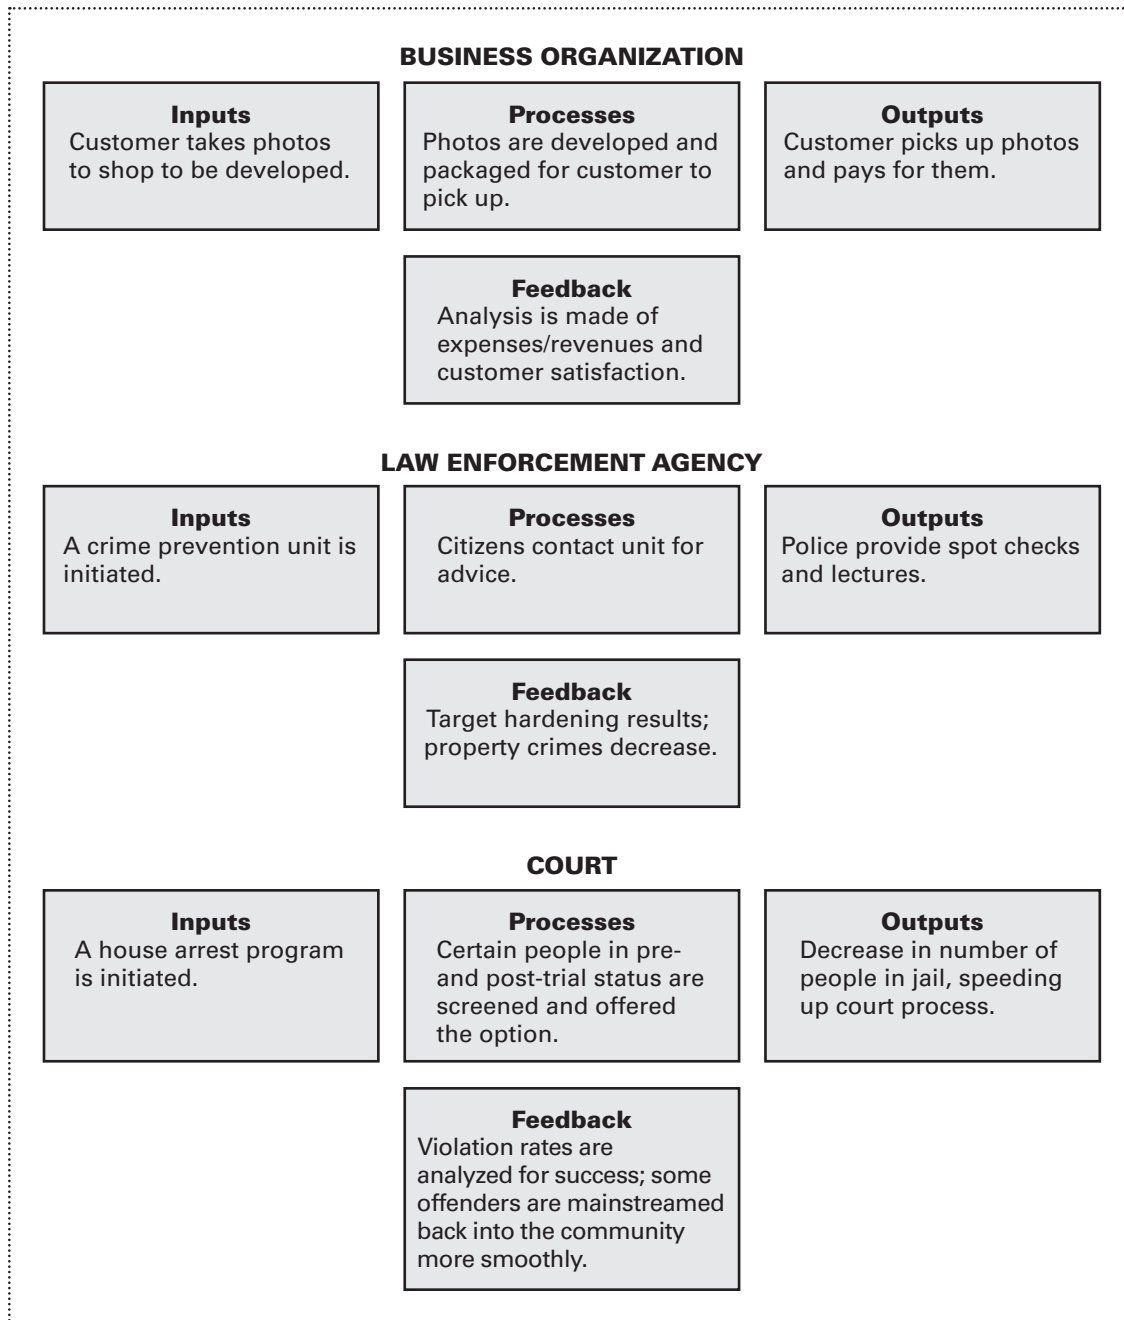 BUSINESS ORGANIZATION
Inputs
Customer takes photos
to shop to be developed.
Processes
Photos are developed and
packaged for customer to
pick up.
Outputs
Customer picks up photos
and pays for them.
Feedback
Analysis is made of
expenses/revenues and
customer satisfaction.
LAW ENFORCEMENT AGENCY
Inputs
A crime prevention unit is
initiated.
Processes
Citizens contact unit for
advice.
Outputs
Police provide spot checks
and lectures.
Feedback
Target hardening results;
property crimes decrease.
COURT
Inputs
A house arrest program
is initiated.
Processes
Certain people in pre-
and post-trial status are
screened and offered
the option.
Outputs
Decrease in number of
people in jail, speeding
up court process.
Feedback
Violation rates are
analyzed for success; some
offenders are mainstreamed
back into the community
more smoothly.